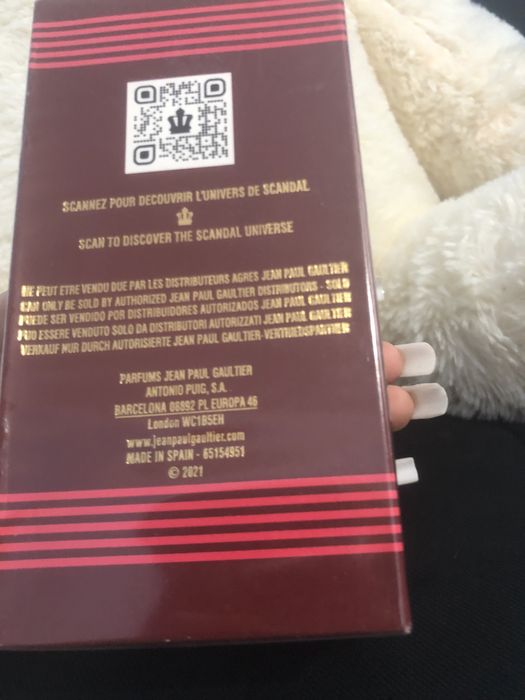 SCANNEZ POUR DECOUVRIR L'UNIVERS DE SCANDAL
SCAN TO DISCOVER THE SCANDAL UNIVERSE
NE PEUT ETRE VENDU QUE PAR LES DISTRIBUTEURS AGRES JEAN PAUL GAULTIER
CAN ONLY BE SOLD BY AUTHORIZED JEAN PAUL GAULTIER DISTRIBUTORS - SOLO
PUEDE SER VENDIDO POR DISTRIBUIDORES AUTORIZADOS JEAN PAUL GAULTIER
PUO ESSERE VENDUTO SOLO DA DISTRIBUTORI AUTORIZZATI JEAN PAUL GAULTIER
VERKAUF NUR DURCH AUTORISIERTE JEAN PAUL GAULTIER-VERTRIEBSPARTNER
PARFUMS JEAN PAUL GAULTIER
ANTONIO PUIG, S.A.
BARCELONA 08892 PL EUROPA 46
London WC1B5EH
www.jeanpaulgaultier.com
MADE IN SPAIN - 65154951
© 2021